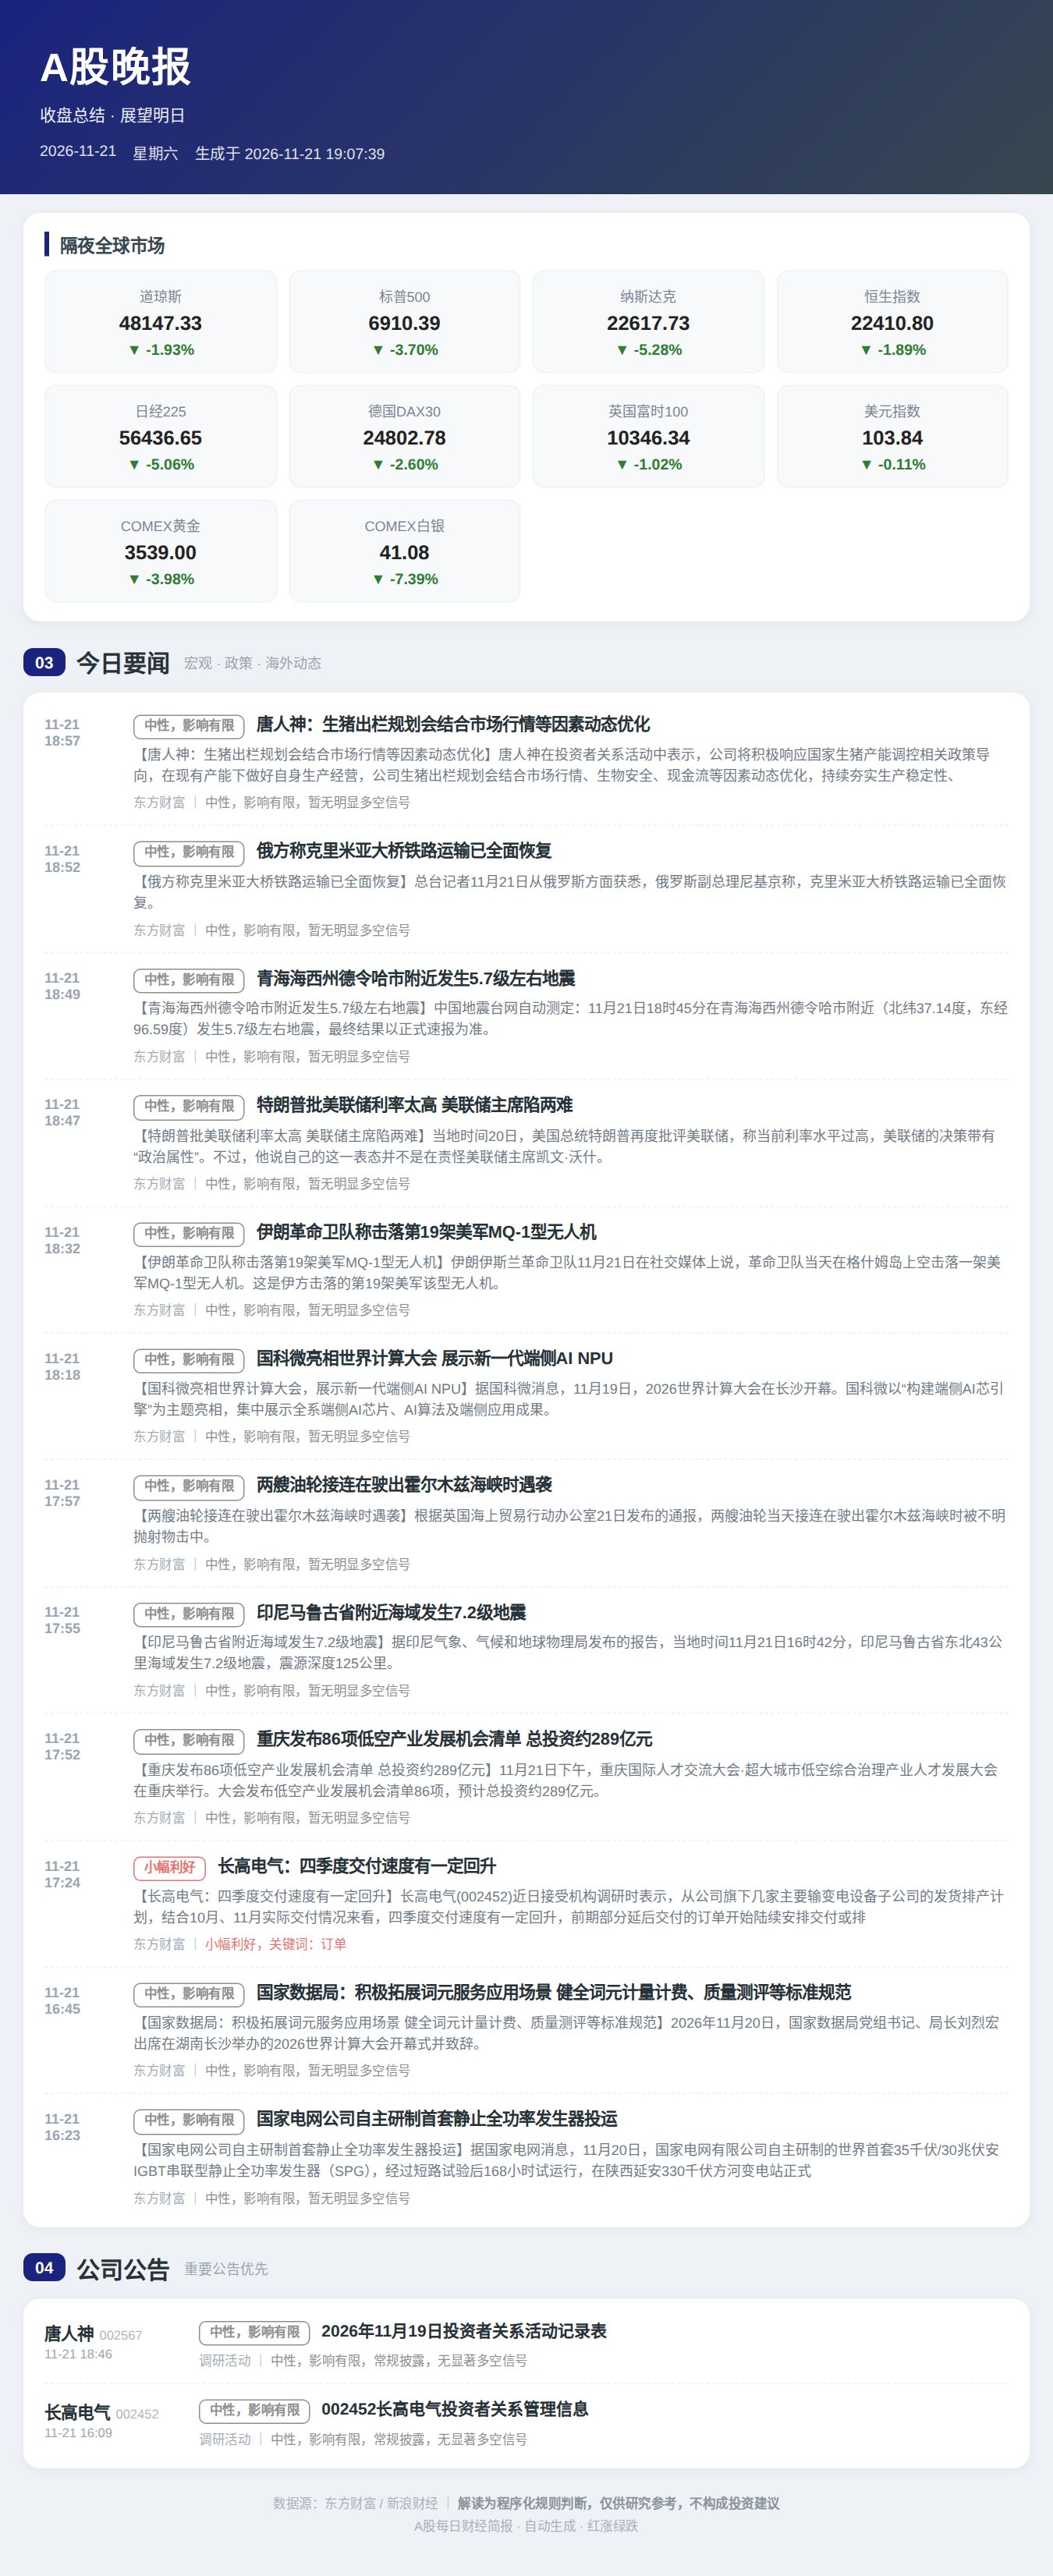 A股晚报
收盘总结 · 展望明日
2026-11-21 星期六 生成于 2026-11-21 19:07:39
隔夜全球市场
道琼斯
48147.33
▼ -1.93%
标普500
6910.39
▼ -3.70%
纳斯达克
22617.73
▼ -5.28%
恒生指数
22410.80
▼ -1.89%
日经225
56436.65
▼ -5.06%
德国DAX30
24802.78
▼ -2.60%
英国富时100
10346.34
▼ -1.02%
美元指数
103.84
▼ -0.11%
COMEX黄金
3539.00
▼ -3.98%
COMEX白银
41.08
▼ -7.39%
03 今日要闻 宏观 · 政策 · 海外动态
11-21
18:57
中性，影响有限 唐人神：生猪出栏规划会结合市场行情等因素动态优化
【唐人神：生猪出栏规划会结合市场行情等因素动态优化】唐人神在投资者关系活动中表示，公司将积极响应国家生猪产能调控相关政策导
向，在现有产能下做好自身生产经营，公司生猪出栏规划会结合市场行情、生物安全、现金流等因素动态优化，持续夯实生产稳定性、
东方财富 | 中性，影响有限，暂无明显多空信号
11-21
18:52
中性，影响有限 俄方称克里米亚大桥铁路运输已全面恢复
【俄方称克里米亚大桥铁路运输已全面恢复】总台记者11月21日从俄罗斯方面获悉，俄罗斯副总理尼基京称，克里米亚大桥铁路运输已全面恢
复。
东方财富 | 中性，影响有限，暂无明显多空信号
11-21
18:49
中性，影响有限 青海海西州德令哈市附近发生5.7级左右地震
【青海海西州德令哈市附近发生5.7级左右地震】中国地震台网自动测定：11月21日18时45分在青海海西州德令哈市附近（北纬37.14度，东经
96.59度）发生5.7级左右地震，最终结果以正式速报为准。
东方财富 | 中性，影响有限，暂无明显多空信号
11-21
18:47
中性，影响有限 特朗普批美联储利率太高 美联储主席陷两难
【特朗普批美联储利率太高 美联储主席陷两难】当地时间20日，美国总统特朗普再度批评美联储，称当前利率水平过高，美联储的决策带有
“政治属性”。不过，他说自己的这一表态并不是在责怪美联储主席凯文·沃什。
东方财富 | 中性，影响有限，暂无明显多空信号
11-21
18:32
中性，影响有限 伊朗革命卫队称击落第19架美军MQ-1型无人机
【伊朗革命卫队称击落第19架美军MQ-1型无人机】伊朗伊斯兰革命卫队11月21日在社交媒体上说，革命卫队当天在格什姆岛上空击落一架美
军MQ-1型无人机。这是伊方击落的第19架美军该型无人机。
东方财富 | 中性，影响有限，暂无明显多空信号
11-21
18:18
中性，影响有限 国科微亮相世界计算大会 展示新一代端侧AI NPU
【国科微亮相世界计算大会，展示新一代端侧AI NPU】据国科微消息，11月19日，2026世界计算大会在长沙开幕。国科微以“构建端侧AI芯引
擎”为主题亮相，集中展示全系端侧AI芯片、AI算法及端侧应用成果。
东方财富 | 中性，影响有限，暂无明显多空信号
11-21
17:57
中性，影响有限 两艘油轮接连在驶出霍尔木兹海峡时遇袭
【两艘油轮接连在驶出霍尔木兹海峡时遇袭】根据英国海上贸易行动办公室21日发布的通报，两艘油轮当天接连在驶出霍尔木兹海峡时被不明
抛射物击中。
东方财富 | 中性，影响有限，暂无明显多空信号
11-21
17:55
中性，影响有限 印尼马鲁古省附近海域发生7.2级地震
【印尼马鲁古省附近海域发生7.2级地震】据印尼气象、气候和地球物理局发布的报告，当地时间11月21日16时42分，印尼马鲁古省东北43公
里海域发生7.2级地震，震源深度125公里。
东方财富 | 中性，影响有限，暂无明显多空信号
11-21
17:52
中性，影响有限 重庆发布86项低空产业发展机会清单 总投资约289亿元
【重庆发布86项低空产业发展机会清单 总投资约289亿元】11月21日下午，重庆国际人才交流大会·超大城市低空综合治理产业人才发展大会
在重庆举行。大会发布低空产业发展机会清单86项，预计总投资约289亿元。
东方财富 | 中性，影响有限，暂无明显多空信号
11-21
17:24
小幅利好 长高电气：四季度交付速度有一定回升
【长高电气：四季度交付速度有一定回升】长高电气(002452)近日接受机构调研时表示，从公司旗下几家主要输变电设备子公司的发货排产计
划，结合10月、11月实际交付情况来看，四季度交付速度有一定回升，前期部分延后交付的订单开始陆续安排交付或排
东方财富 | 小幅利好，关键词：订单
11-21
16:45
中性，影响有限 国家数据局：积极拓展词元服务应用场景 健全词元计量计费、质量测评等标准规范
【国家数据局：积极拓展词元服务应用场景 健全词元计量计费、质量测评等标准规范】2026年11月20日，国家数据局党组书记、局长刘烈宏
出席在湖南长沙举办的2026世界计算大会开幕式并致辞。
东方财富 | 中性，影响有限，暂无明显多空信号
11-21
16:23
中性，影响有限 国家电网公司自主研制首套静止全功率发生器投运
【国家电网公司自主研制首套静止全功率发生器投运】据国家电网消息，11月20日，国家电网有限公司自主研制的世界首套35千伏/30兆伏安
IGBT串联型静止全功率发生器（SPG），经过短路试验后168小时试运行，在陕西延安330千伏方河变电站正式
东方财富 | 中性，影响有限，暂无明显多空信号
04 公司公告 重要公告优先
唐人神 002567
11-21 18:46
中性，影响有限 2026年11月19日投资者关系活动记录表
调研活动 | 中性，影响有限，常规披露，无显著多空信号
长高电气 002452
11-21 16:09
中性，影响有限 002452长高电气投资者关系管理信息
调研活动 | 中性，影响有限，常规披露，无显著多空信号
数据源：东方财富 / 新浪财经 | 解读为程序化规则判断，仅供研究参考，不构成投资建议
A股每日财经简报 · 自动生成 · 红涨绿跌